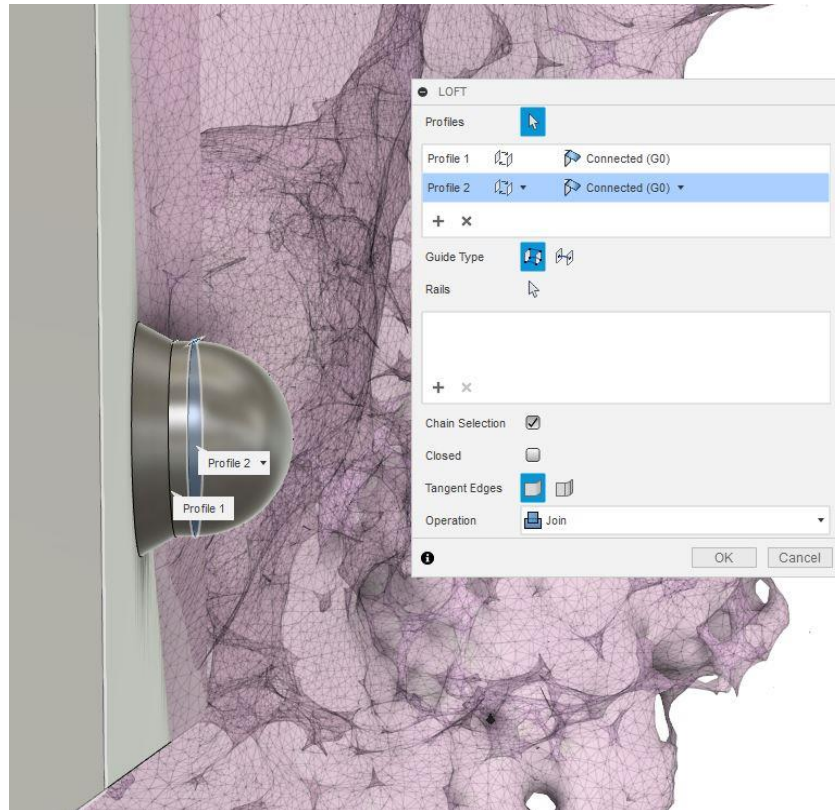 LOFT
Profiles
Profile 1 Connected (G0)
Profile 2 Connected (G0)
Guide Type
Rails
Chain Selection
Closed
Tangent Edges
Operation Join
OK Cancel
Profile 2
Profile 1